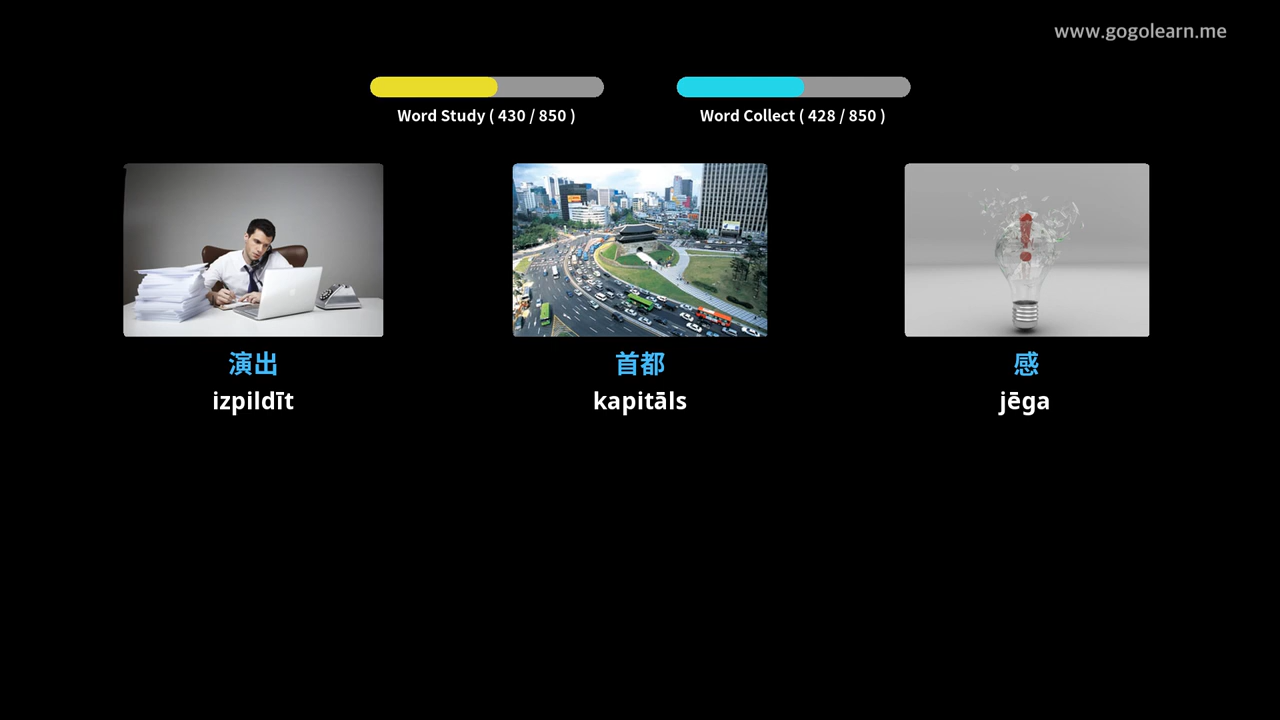 www.gogolearn.me
Word Study ( 430 / 850 )
Word Collect ( 428 / 850 )
演出
首都
感
izpildīt
kapitāls
jēga